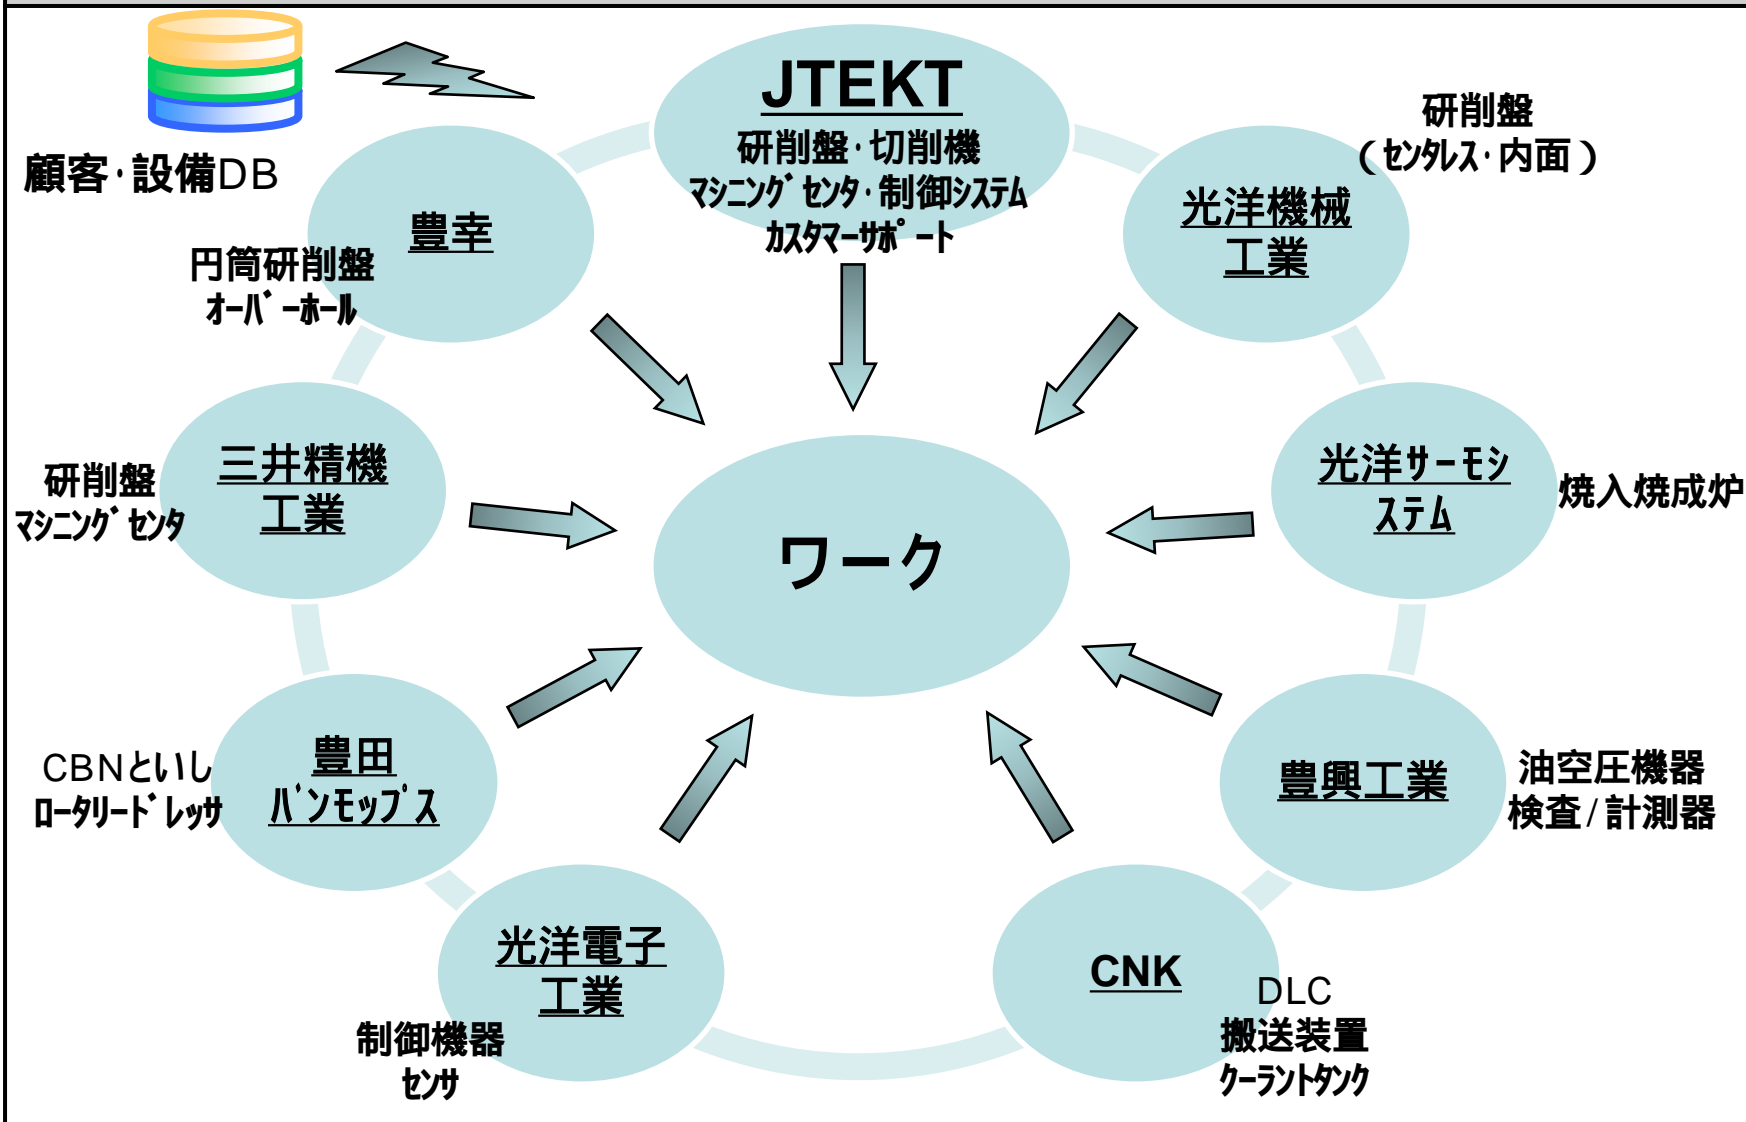 JTEKT
研削盤･切削機
ﾏｼﾆﾝｸﾞｾﾝﾀ･制御ｼｽﾃﾑ
ｶｽﾀﾏｰｻﾎﾟｰﾄ
顧客･設備DB
研削盤
(ｾﾝﾀﾚｽ･内面)
光洋機械
工業
豊幸
円筒研削盤
ｵｰﾊﾞｰﾎｰﾙ
三井精機
工業
研削盤
ﾏｼﾆﾝｸﾞｾﾝﾀ
光洋ｻｰﾓｼ
ｽﾃﾑ
焼入焼成炉
ワーク
豊田
ﾊﾞﾝﾓｯﾌﾟｽ
CBNといし
ﾛｰﾀﾘｰﾄﾞﾚｯｻ
豊興工業
油空圧機器
検査/計測器
光洋電子
工業
制御機器
ｾﾝｻ
CNK
DLC
搬送装置
ｸｰﾗﾝﾄﾀﾝｸ